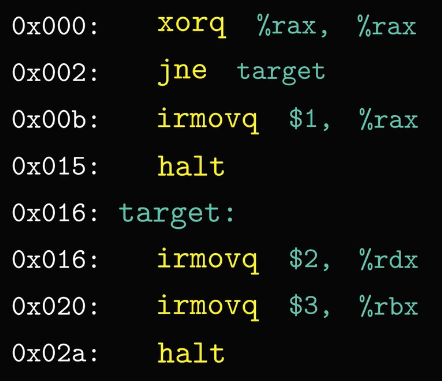 0x000: xorq %rax, %rax
0x002: jne target
0x00b: irmovq $1, %rax
0x015: halt
0x016: target:
0x016: irmovq $2, %rdx
0x020: irmovq $3, %rbx
0x02a: halt